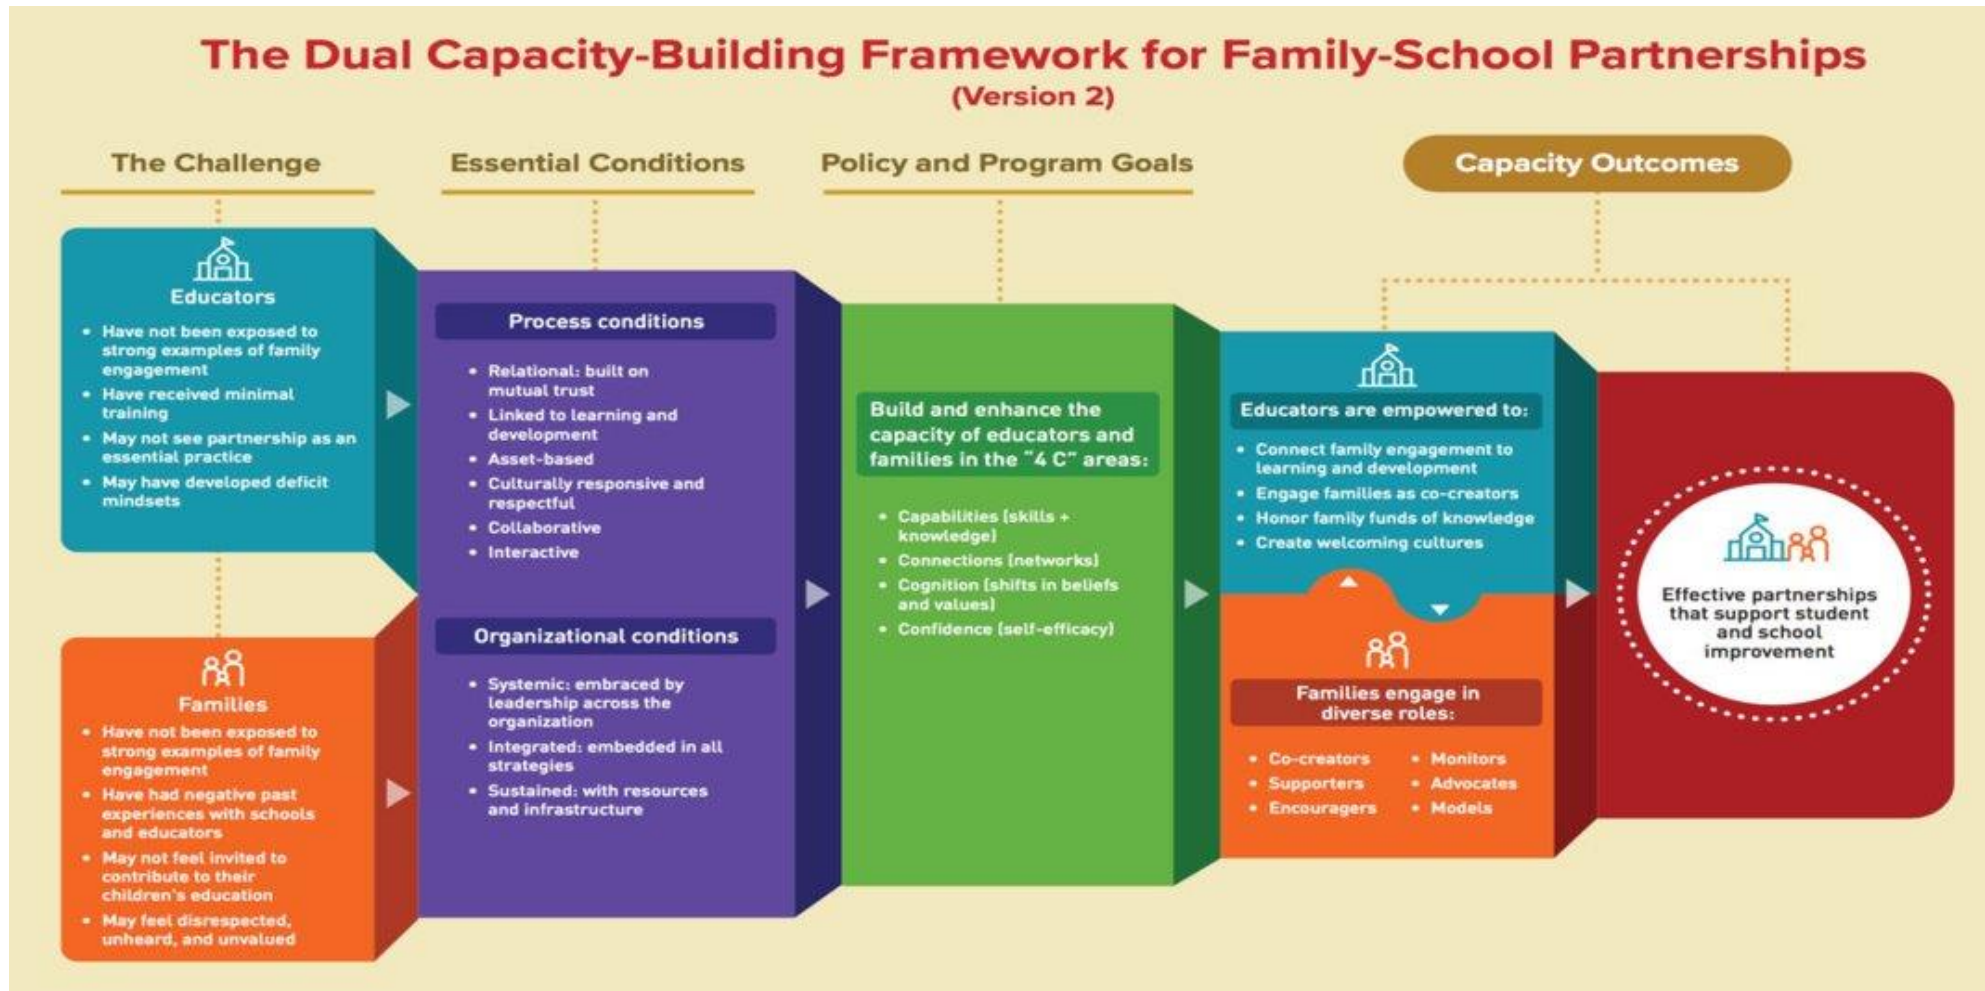 The Dual Capacity-Building Framework for Family-School Partnerships
(Version 2)
The Challenge
Educators
• Have not been exposed to
strong examples of family
engagement
• Have received minimal
training
• May not see partnership as an
essential practice
• May have developed deficit
mindsets
Families
• Have not been exposed to
strong examples of family
engagement
• Have had negative past
experiences with schools
and educators
• May not feel invited to
contribute to their
children's education
• May feel disrespected,
unheard, and unvalued
Essential Conditions
Process conditions
• Relational: built on
mutual trust
• Linked to learning and
development
• Asset-based
• Culturally responsive and
respectful
• Collaborative
• Interactive
Organizational conditions
• Systemic: embraced by
leadership across the
organization
• Integrated: embedded in all
strategies
• Sustained: with resources
and infrastructure
Policy and Program Goals
Build and enhance the
capacity of educators and
families in the "4 C" areas:
• Capabilities (skills +
knowledge)
• Connections (networks)
• Cognition (shifts in beliefs
and values)
• Confidence (self-efficacy)
Capacity Outcomes
Educators are empowered to:
• Connect family engagement to
learning and development
• Engage families as co-creators
• Honor family funds of knowledge
• Create welcoming cultures
Families engage in
diverse roles:
• Co-creators
• Supporters
• Encouragers
• Monitors
• Advocates
• Models
Effective partnerships
that support student
and school
improvement